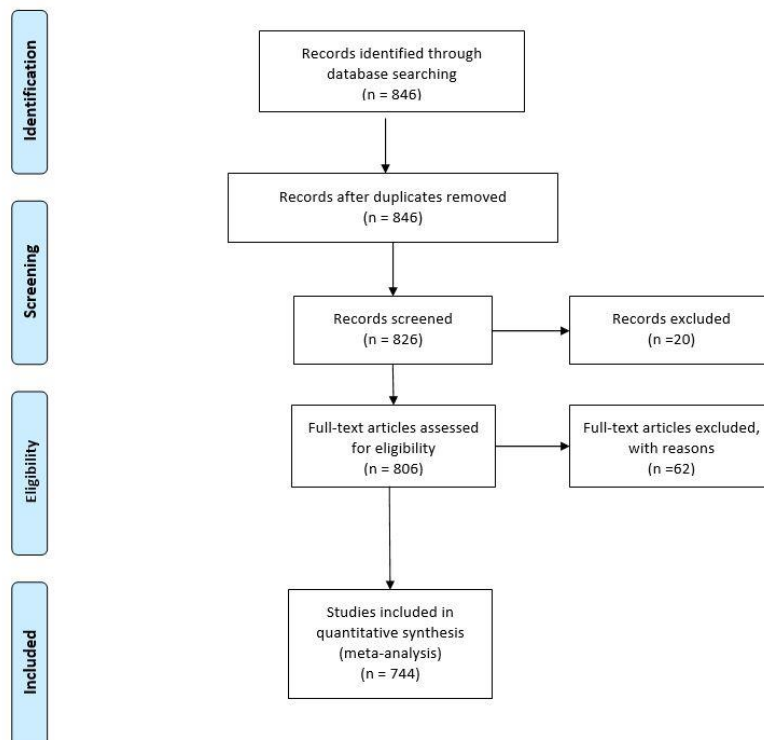 Identification
Records identified through
database searching
(n = 846)
Records after duplicates removed
(n = 846)
Screening
Records screened
(n = 826)
Records excluded
(n =20)
Eligibility
Full-text articles assessed
for eligibility
(n = 806)
Full-text articles excluded,
with reasons
(n =62)
Included
Studies included in
quantitative synthesis
(meta-analysis)
(n = 744)